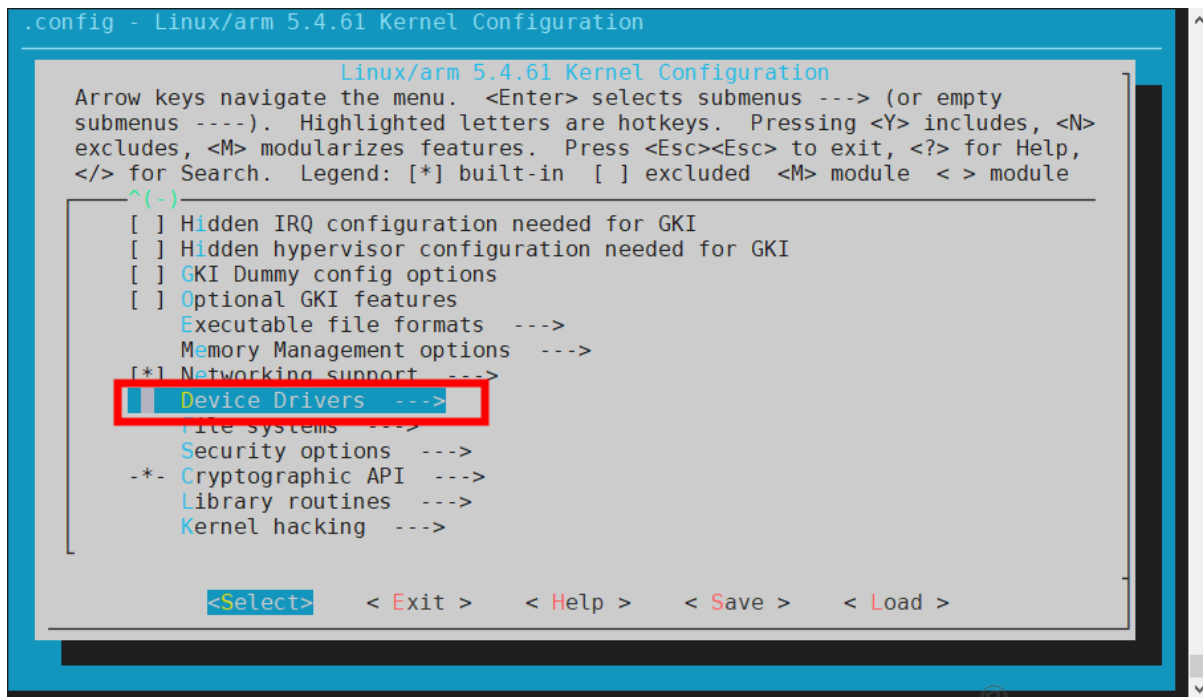 .config - Linux/arm 5.4.61 Kernel Configuration
Linux/arm 5.4.61 Kernel Configuration
Arrow keys navigate the menu.  <Enter> selects submenus ---> (or empty
submenus ----).  Highlighted letters are hotkeys.  Pressing <Y> includes, <N>
excludes, <M> modularizes features.  Press <Esc><Esc> to exit, <?> for Help,
</> for Search.  Legend: [*] built-in  [ ] excluded  <M> module  < > module
^(-)
[ ] Hidden IRQ configuration needed for GKI
[ ] Hidden hypervisor configuration needed for GKI
[ ] GKI Dummy config options
[ ] Optional GKI features
Executable file formats  --->
Memory Management options  --->
[*] Networking support  --->
Device Drivers  --->
File systems  --->
Security options  --->
-*- Cryptographic API  --->
Library routines  --->
Kernel hacking  --->
<Select>    < Exit >    < Help >    < Save >    < Load >